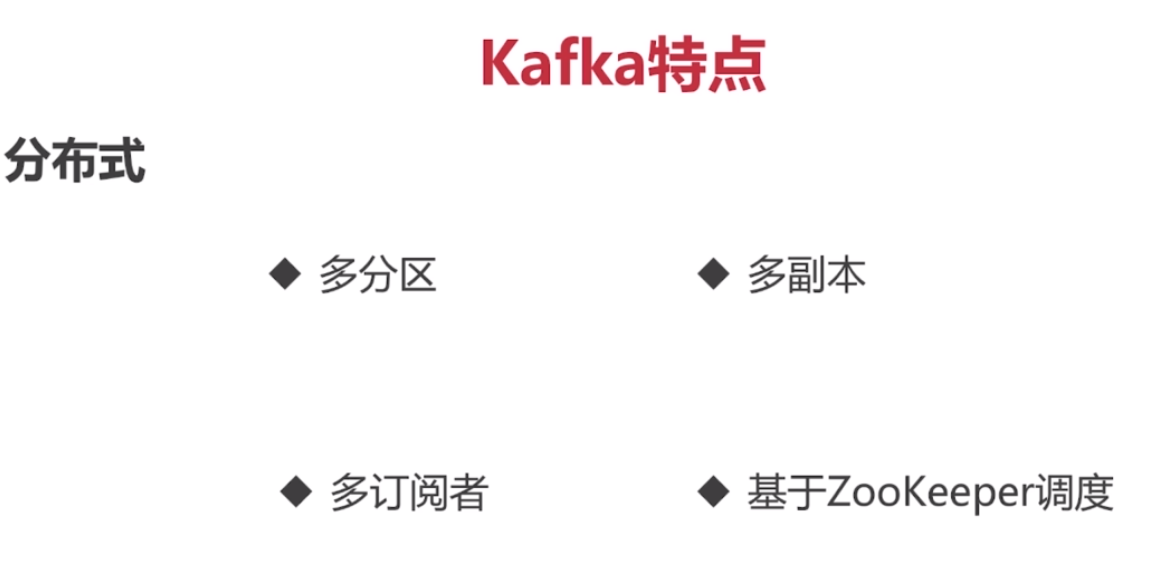 Kafka特点
分布式
◆ 多分区
◆ 多副本
◆ 多订阅者
◆ 基于ZooKeeper调度